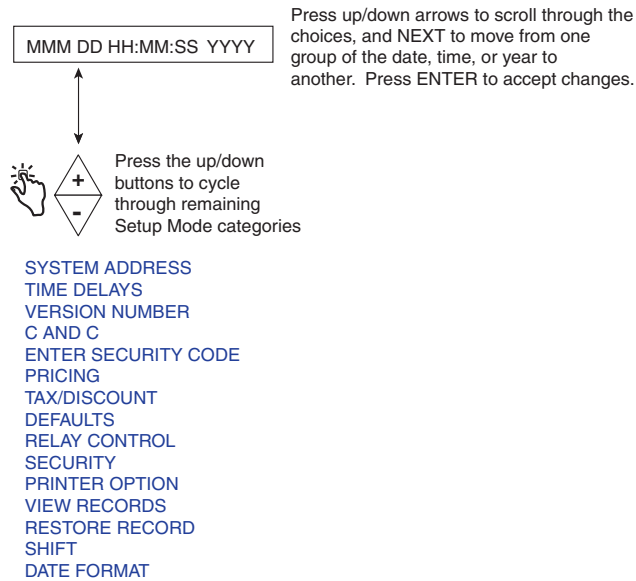 MMM DD HH:MM:SS YYYY
Press up/down arrows to scroll through the
choices, and NEXT to move from one
group of the date, time, or year to
another. Press ENTER to accept changes.
+
-
Press the up/down
buttons to cycle
through remaining
Setup Mode categories
SYSTEM ADDRESS
TIME DELAYS
VERSION NUMBER
C AND C
ENTER SECURITY CODE
PRICING
TAX/DISCOUNT
DEFAULTS
RELAY CONTROL
SECURITY
PRINTER OPTION
VIEW RECORDS
RESTORE RECORD
SHIFT
DATE FORMAT